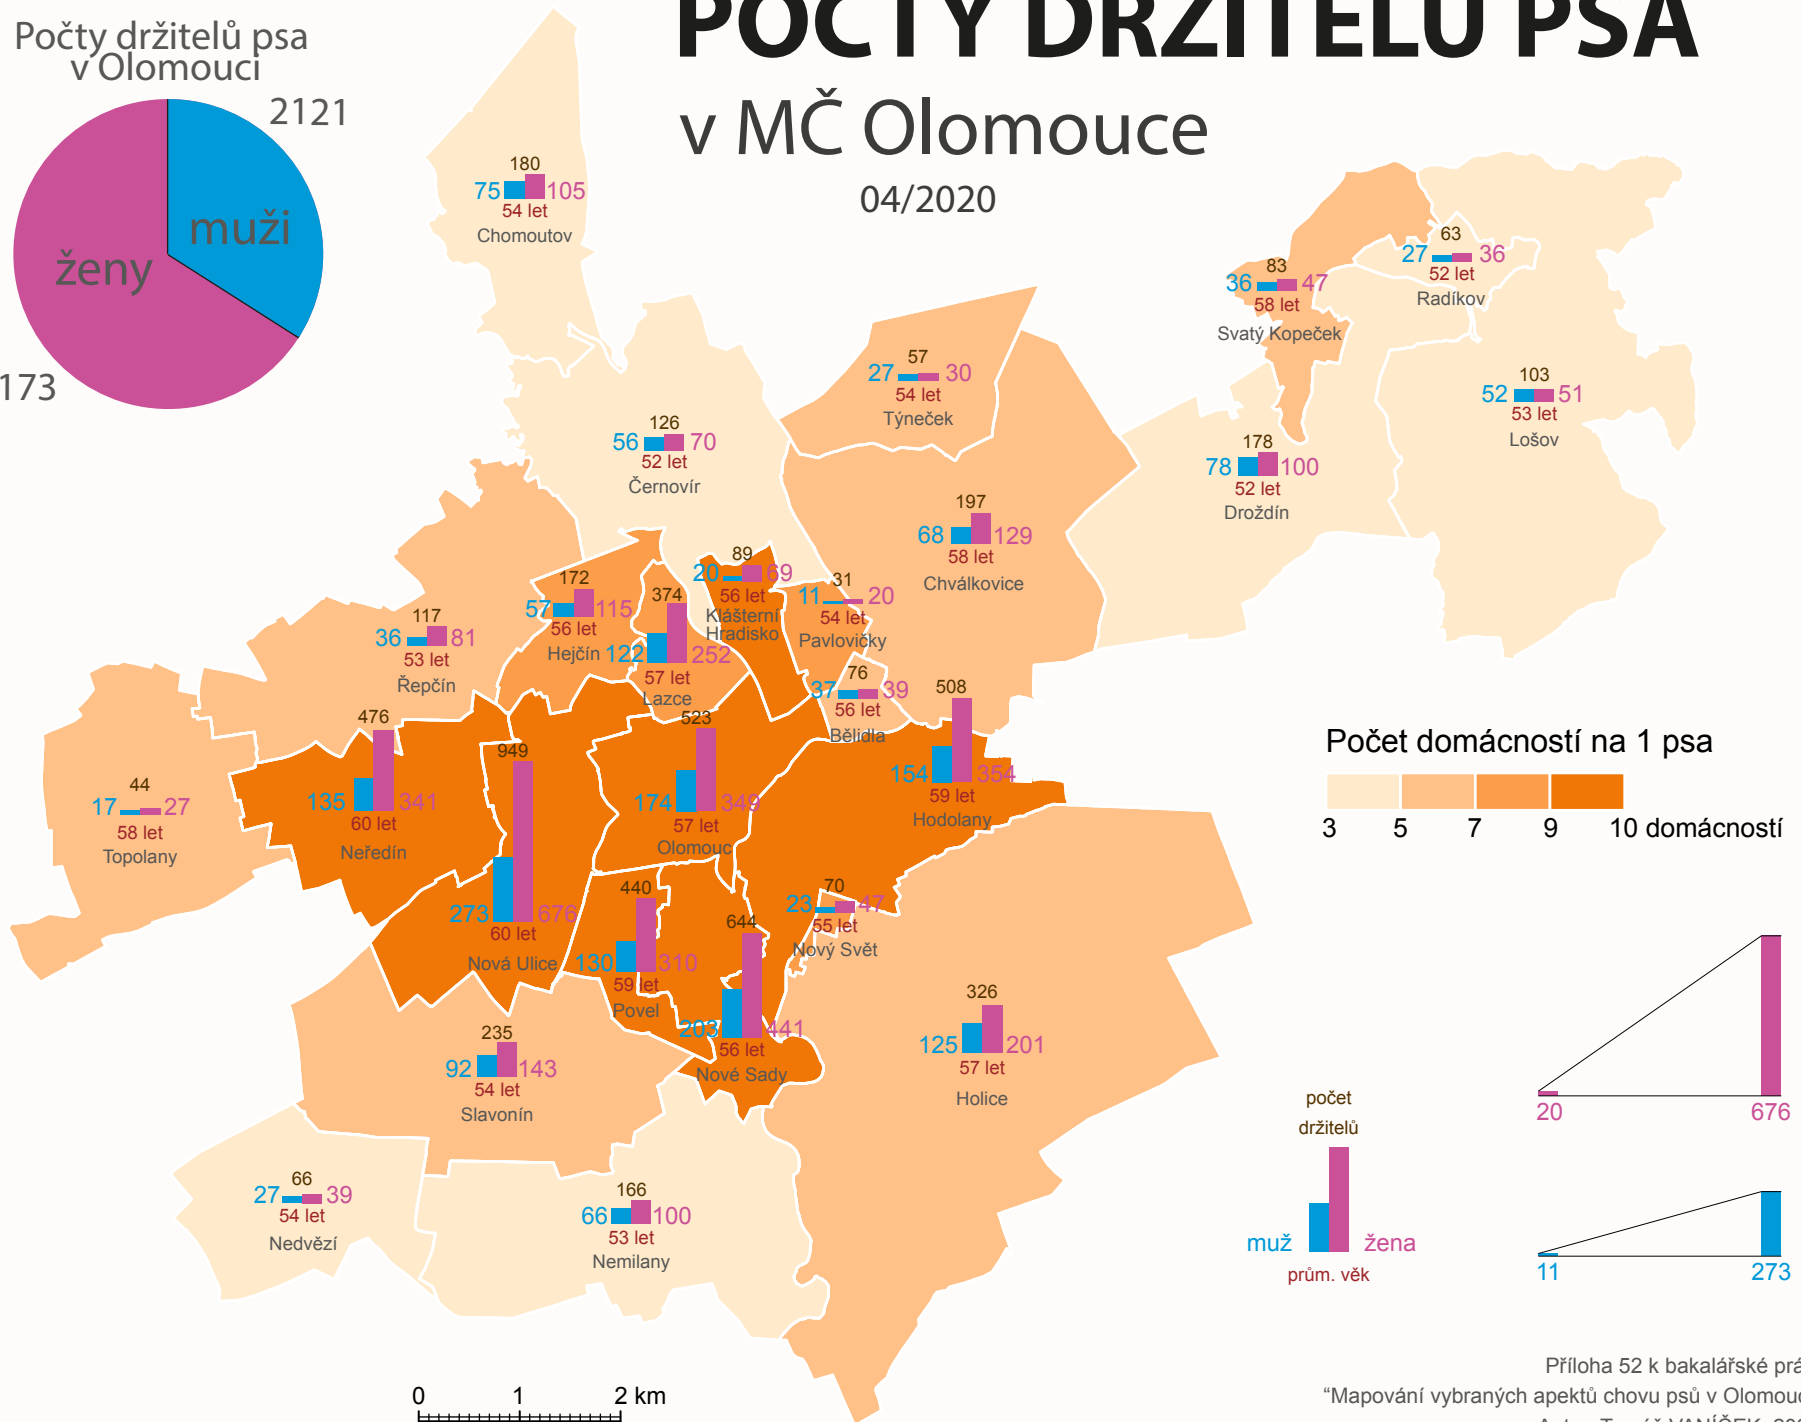 POČTY DRŽITELŮ PSA
v MČ Olomouce
04/2020
Počty držitelů psa
v Olomouci
2121
muži
ženy
173
180
75 105
54 let
Chomoutov
63
27 36
52 let
Radíkov
83
36 47
58 let
Svatý Kopeček
57
27 30
54 let
Týneček
103
52 51
53 let
Lošov
126
56 70
52 let
Černovír
178
78 100
52 let
Droždín
197
68 129
58 let
Chválkovice
89
20 69
56 let
Klášterní
Hradisko
172
57 115
56 let
Hejčín
374
122 252
57 let
Lazce
31
11 20
54 let
Pavlovičky
117
36 81
53 let
Řepčín
76
37 39
56 let
Bělidla
508
154 354
59 let
Hodolany
476
135 341
60 let
Neředín
949
273 676
60 let
Nová Ulice
523
174 349
57 let
Olomouc
44
17 27
58 let
Topolany
440
130 310
59 let
Povel
644
203 441
56 let
Nové Sady
70
23 47
55 let
Nový Svět
326
125 201
57 let
Holice
235
92 143
54 let
Slavonín
66
27 39
54 let
Nedvězí
166
66 100
53 let
Nemilany
Počet domácností na 1 psa
3 5 7 9 10 domácností
20 676
11 273
počet
držitelů
muž žena
prům. věk
0 1 2 km
Příloha 52 k bakalářské prá
“Mapování vybraných apektů chovu psů v Olomouc